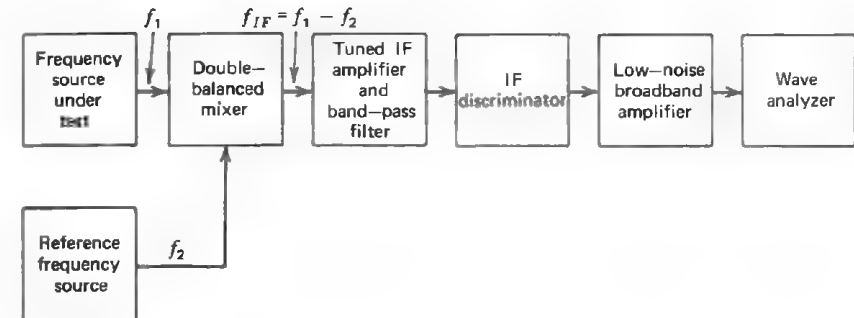 f₁
f_IF = f₁ − f₂
Frequency
source
under
test
Double—
balanced
mixer
Tuned IF
amplifier
and
band—pass
filter
IF
discriminator
Low—noise
broadband
amplifier
Wave
analyzer
Reference
frequency
source
f₂